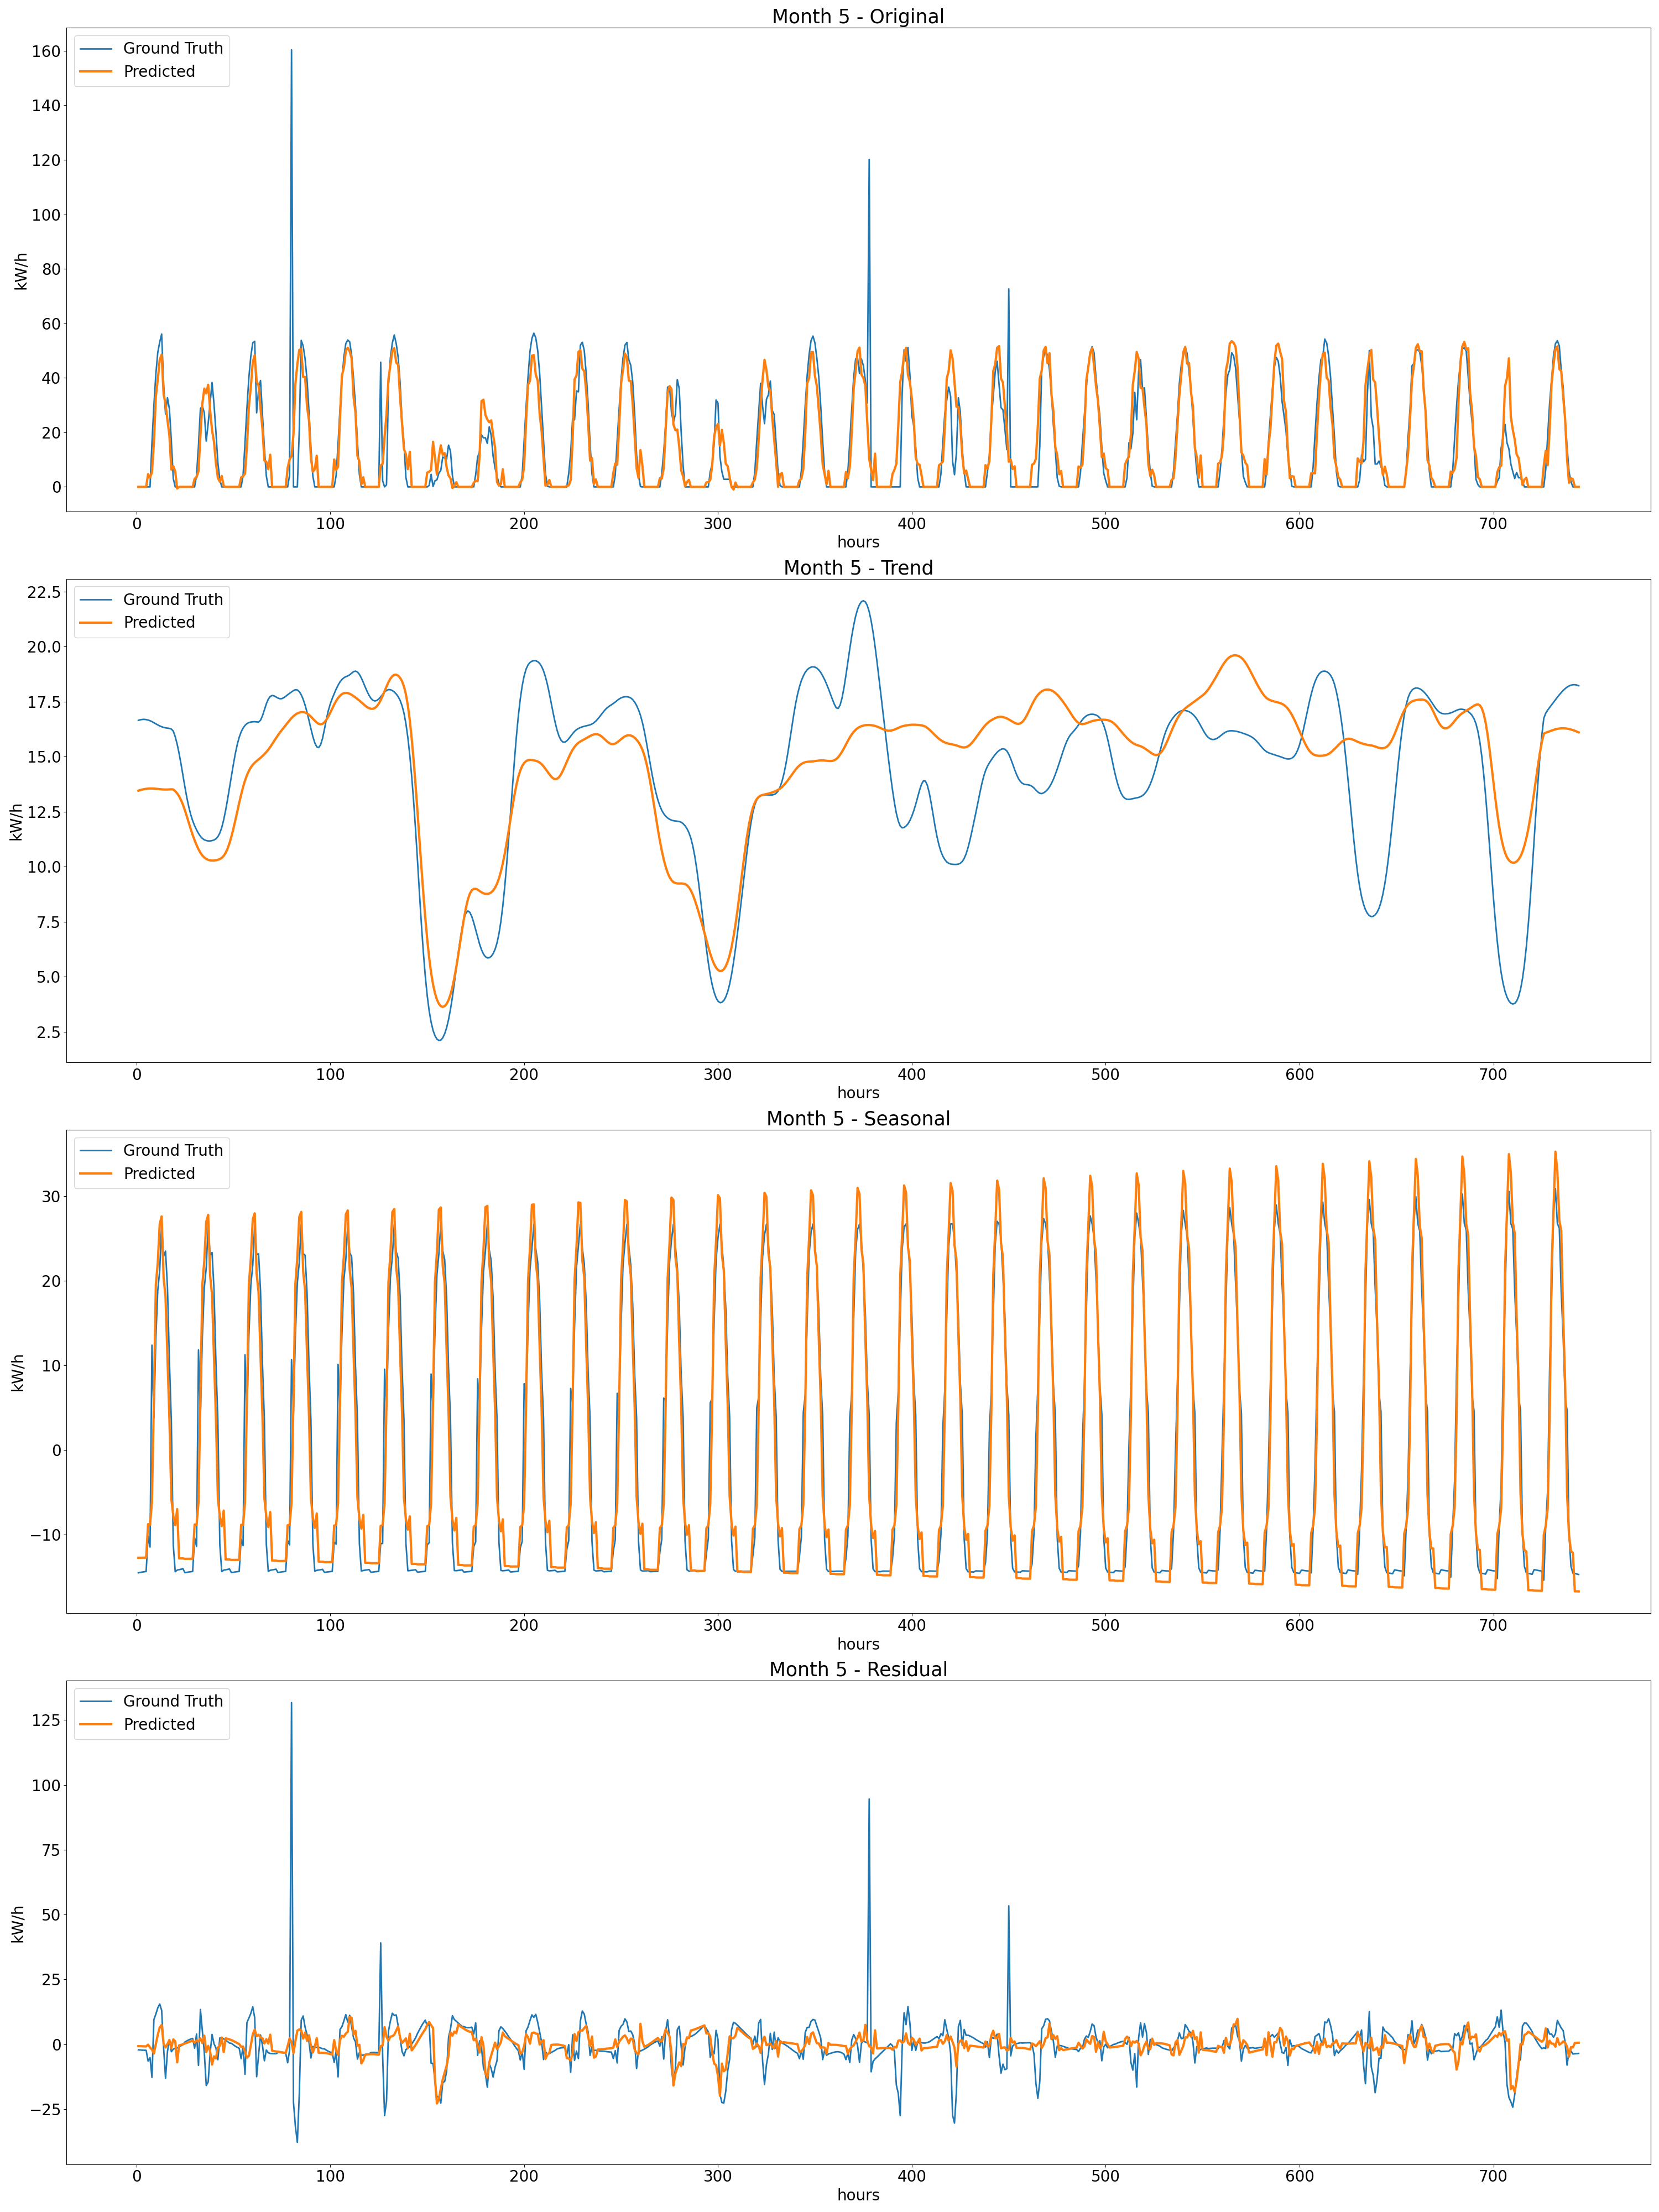 Month 5 - Original
Ground Truth
Predicted
160
140
120
100
80
60
40
20
0
kW/h
0 100 200 300 400 500 600 700
hours
Month 5 - Trend
Ground Truth
Predicted
22.5
20.0
17.5
15.0
12.5
10.0
7.5
5.0
2.5
kW/h
0 100 200 300 400 500 600 700
hours
Month 5 - Seasonal
Ground Truth
Predicted
30
20
10
0
−10
kW/h
0 100 200 300 400 500 600 700
hours
Month 5 - Residual
Ground Truth
Predicted
125
100
75
50
25
0
−25
kW/h
0 100 200 300 400 500 600 700
hours